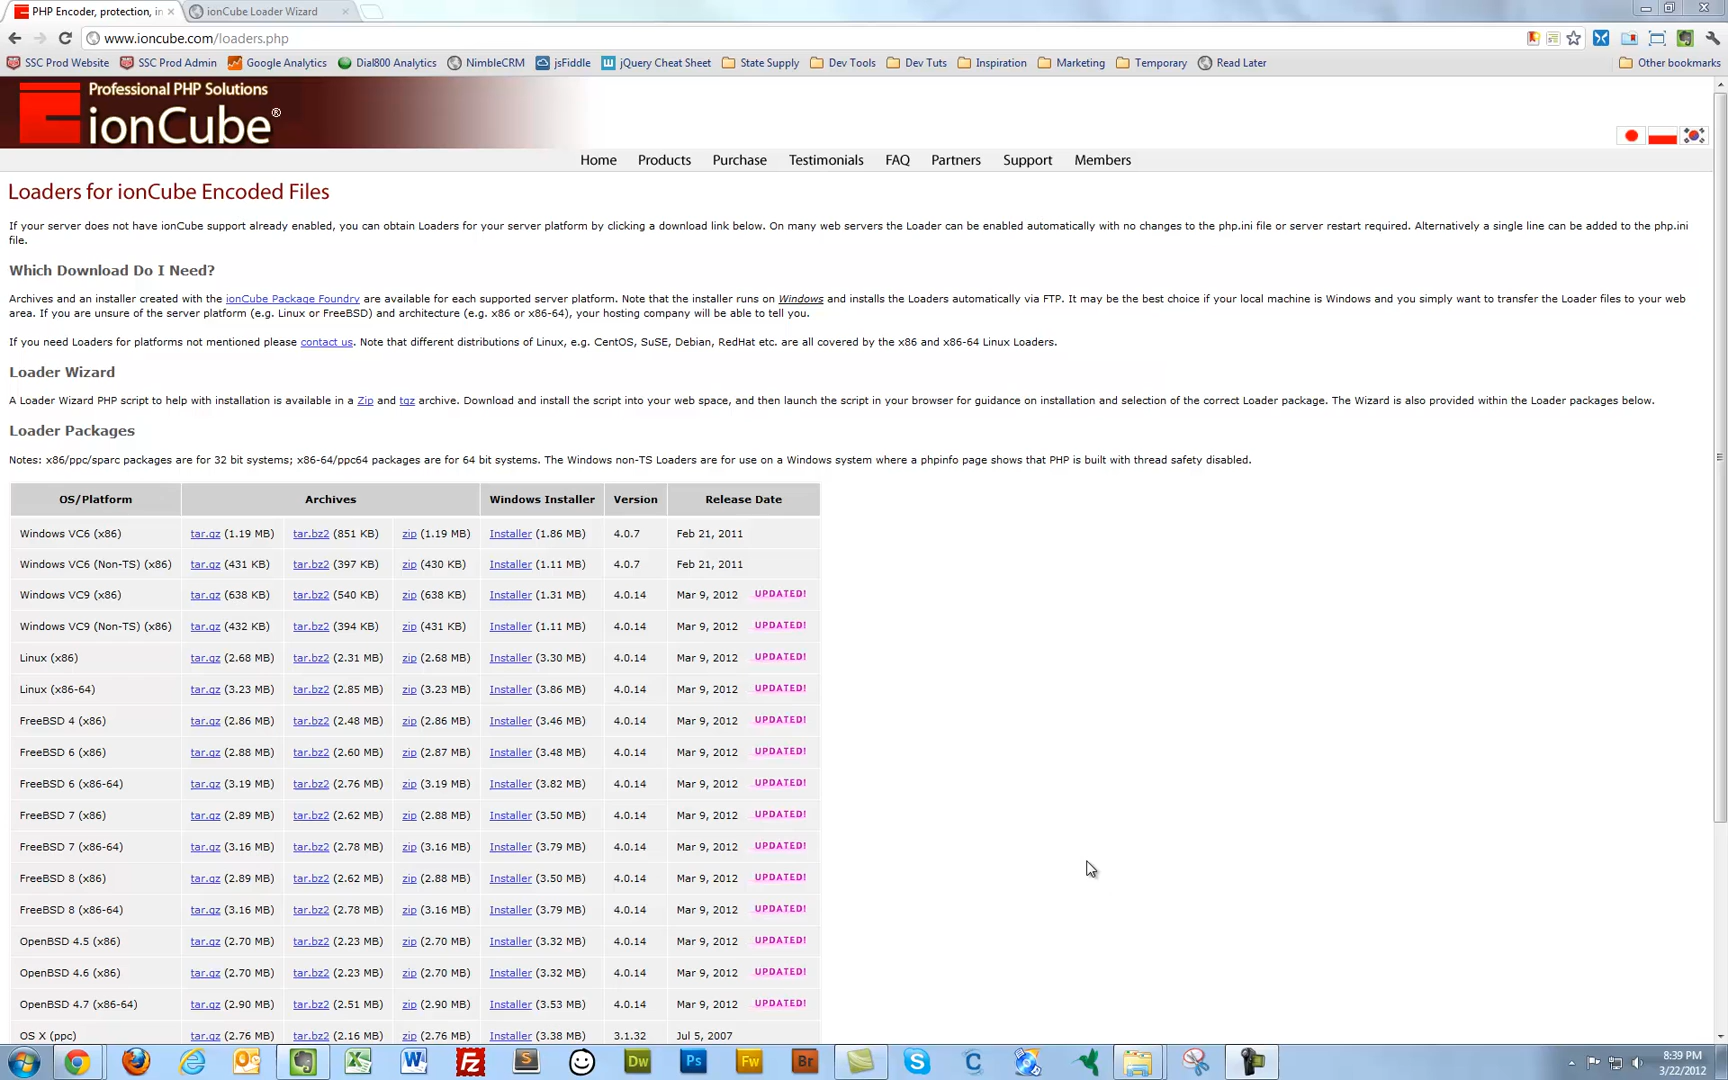 PHP Encoder, protection, in
ionCube Loader Wizard
www.ioncube.com/loaders.php
SSC Prod Website SSC Prod Admin Google Analytics Dial800 Analytics NimbleCRM jsFiddle jQuery Cheat Sheet State Supply Dev Tools Dev Tuts Inspiration Marketing Temporary Read Later Other bookmarks
Professional PHP Solutions
ionCube®
Home Products Purchase Testimonials FAQ Partners Support Members
Loaders for ionCube Encoded Files
If your server does not have ionCube support already enabled, you can obtain Loaders for your server platform by clicking a download link below. On many web servers the Loader can be enabled automatically with no changes to the php.ini file or server restart required. Alternatively a single line can be added to the php.ini
file.
Which Download Do I Need?
Archives and an installer created with the ionCube Package Foundry are available for each supported server platform. Note that the installer runs on Windows and installs the Loaders automatically via FTP. It may be the best choice if your local machine is Windows and you simply want to transfer the Loader files to your web
area. If you are unsure of the server platform (e.g. Linux or FreeBSD) and architecture (e.g. x86 or x86-64), your hosting company will be able to tell you.
If you need Loaders for platforms not mentioned please contact us. Note that different distributions of Linux, e.g. CentOS, SuSE, Debian, RedHat etc. are all covered by the x86 and x86-64 Linux Loaders.
Loader Wizard
A Loader Wizard PHP script to help with installation is available in a Zip and tgz archive. Download and install the script into your web space, and then launch the script in your browser for guidance on installation and selection of the correct Loader package. The Wizard is also provided within the Loader packages below.
Loader Packages
Notes: x86/ppc/sparc packages are for 32 bit systems; x86-64/ppc64 packages are for 64 bit systems. The Windows non-TS Loaders are for use on a Windows system where a phpinfo page shows that PHP is built with thread safety disabled.
OS/Platform Archives Windows Installer Version Release Date
Windows VC6 (x86) tar.gz (1.19 MB) tar.bz2 (851 KB) zip (1.19 MB) Installer (1.86 MB) 4.0.7 Feb 21, 2011
Windows VC6 (Non-TS) (x86) tar.gz (431 KB) tar.bz2 (397 KB) zip (430 KB) Installer (1.11 MB) 4.0.7 Feb 21, 2011
Windows VC9 (x86) tar.gz (638 KB) tar.bz2 (540 KB) zip (638 KB) Installer (1.31 MB) 4.0.14 Mar 9, 2012 UPDATED!
Windows VC9 (Non-TS) (x86) tar.gz (432 KB) tar.bz2 (394 KB) zip (431 KB) Installer (1.11 MB) 4.0.14 Mar 9, 2012 UPDATED!
Linux (x86) tar.gz (2.68 MB) tar.bz2 (2.31 MB) zip (2.68 MB) Installer (3.30 MB) 4.0.14 Mar 9, 2012 UPDATED!
Linux (x86-64) tar.gz (3.23 MB) tar.bz2 (2.85 MB) zip (3.23 MB) Installer (3.86 MB) 4.0.14 Mar 9, 2012 UPDATED!
FreeBSD 4 (x86) tar.gz (2.86 MB) tar.bz2 (2.48 MB) zip (2.86 MB) Installer (3.46 MB) 4.0.14 Mar 9, 2012 UPDATED!
FreeBSD 6 (x86) tar.gz (2.88 MB) tar.bz2 (2.60 MB) zip (2.87 MB) Installer (3.48 MB) 4.0.14 Mar 9, 2012 UPDATED!
FreeBSD 6 (x86-64) tar.gz (3.19 MB) tar.bz2 (2.76 MB) zip (3.19 MB) Installer (3.82 MB) 4.0.14 Mar 9, 2012 UPDATED!
FreeBSD 7 (x86) tar.gz (2.89 MB) tar.bz2 (2.62 MB) zip (2.88 MB) Installer (3.50 MB) 4.0.14 Mar 9, 2012 UPDATED!
FreeBSD 7 (x86-64) tar.gz (3.16 MB) tar.bz2 (2.78 MB) zip (3.16 MB) Installer (3.79 MB) 4.0.14 Mar 9, 2012 UPDATED!
FreeBSD 8 (x86) tar.gz (2.89 MB) tar.bz2 (2.62 MB) zip (2.88 MB) Installer (3.50 MB) 4.0.14 Mar 9, 2012 UPDATED!
FreeBSD 8 (x86-64) tar.gz (3.16 MB) tar.bz2 (2.78 MB) zip (3.16 MB) Installer (3.79 MB) 4.0.14 Mar 9, 2012 UPDATED!
OpenBSD 4.5 (x86) tar.gz (2.70 MB) tar.bz2 (2.23 MB) zip (2.70 MB) Installer (3.32 MB) 4.0.14 Mar 9, 2012 UPDATED!
OpenBSD 4.6 (x86) tar.gz (2.70 MB) tar.bz2 (2.23 MB) zip (2.70 MB) Installer (3.32 MB) 4.0.14 Mar 9, 2012 UPDATED!
OpenBSD 4.7 (x86-64) tar.gz (2.90 MB) tar.bz2 (2.51 MB) zip (2.90 MB) Installer (3.53 MB) 4.0.14 Mar 9, 2012 UPDATED!
OS X (ppc) tar.gz (2.76 MB) tar.bz2 (2.16 MB) zip (2.76 MB) Installer (3.38 MB) 3.1.32 Jul 5, 2007
Dw Ps Fw Br
8:39 PM
3/22/2012